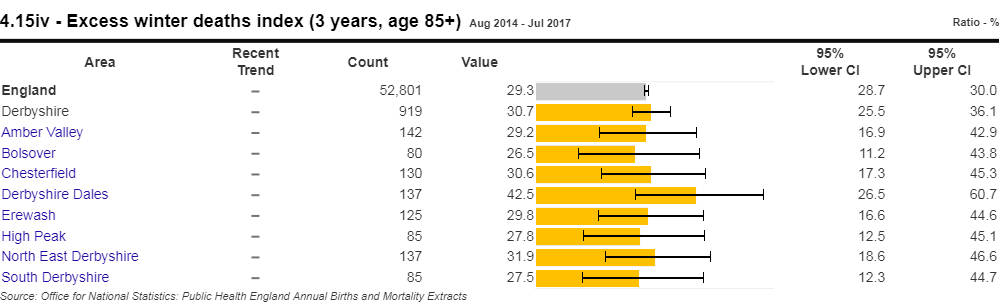 4.15iv - Excess winter deaths index (3 years, age 85+) Aug 2014 - Jul 2017 Ratio - %
Area Recent Trend Count Value 95% Lower CI 95% Upper CI
England – 52,801 29.3 28.7 30.0
Derbyshire – 919 30.7 25.5 36.1
Amber Valley – 142 29.2 16.9 42.9
Bolsover – 80 26.5 11.2 43.8
Chesterfield – 130 30.6 17.3 45.3
Derbyshire Dales – 137 42.5 26.5 60.7
Erewash – 125 29.8 16.6 44.6
High Peak – 85 27.8 12.5 45.1
North East Derbyshire – 137 31.9 18.6 46.6
South Derbyshire – 85 27.5 12.3 44.7
Source: Office for National Statistics: Public Health England Annual Births and Mortality Extracts